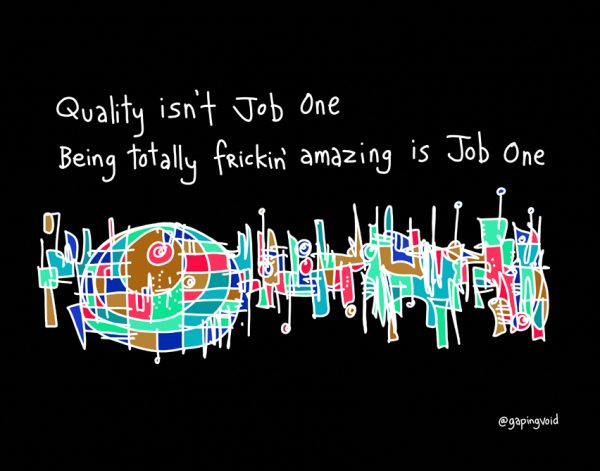 Quality isn't Job One
Being totally frickin' amazing is Job One
@gapingvoid